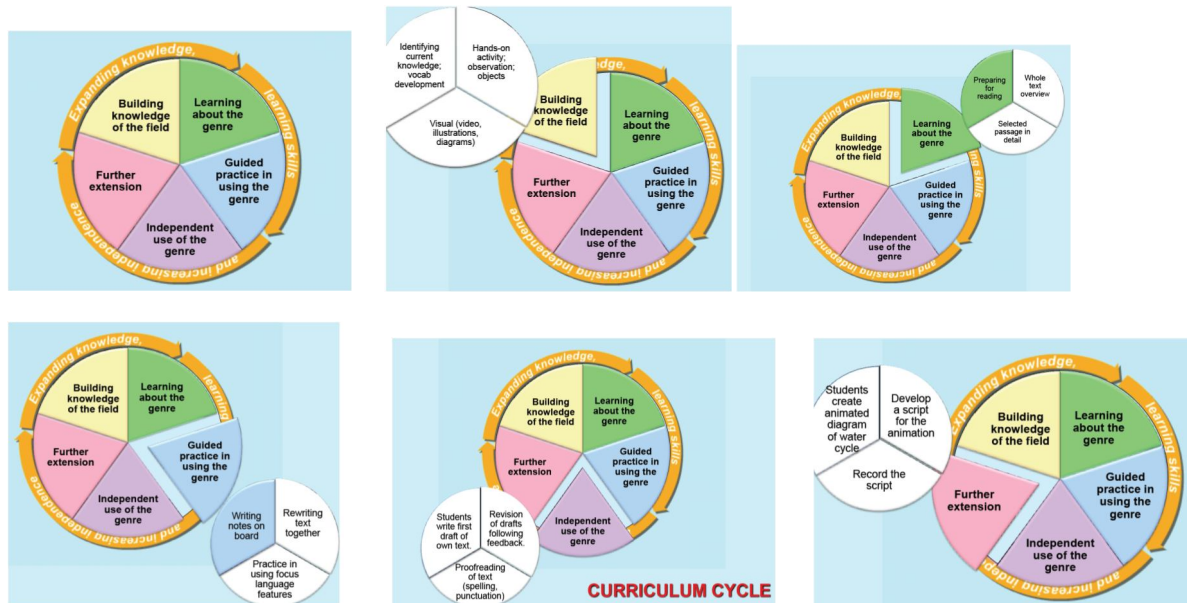 Expanding knowledge,
learning skills
and increasing independence
Building
knowledge
of the field
Learning
about the
genre
Further
extension
Guided
practice in
using the
genre
Independent
use of the
genre
Identifying
current
knowledge;
vocab
development
Hands-on
activity;
observation;
objects
Visual (video,
illustrations,
diagrams)
knowledge,
learning skills
and increasing independence
Building
knowledge
of the field
Learning
about the
genre
Further
extension
Guided
practice in
using the
genre
Independent
use of the
genre
Preparing
for
reading
Whole
text
overview
Selected
passage in
detail
Expanding knowledge,
ng skills
and increasing independence
Building
knowledge
of the field
Learning
about the
genre
Further
extension
Guided
practice in
using the
genre
Independent
use of the
genre
Expanding knowledge,
learning
independence
Building
knowledge
of the field
Learning
about the
genre
Further
extension
Guided
practice in
using the
genre
Independent
use of the
genre
Writing
notes on
board
Rewriting
text
together
Practice in
using focus
language
features
Expanding knowledge,
learning skills
Building
knowledge
of the field
Learning
about the
genre
Further
extension
Guided
practice in
using the
genre
Independent
use of the
genre
Students
write first
draft of
own text.
Revision
of drafts
following
feedback.
Proofreading
of text
(spelling,
punctuation)
CURRICULUM CYCLE
Students
create
animated
diagram
of water
cycle
Develop
a script
for the
animation
Record the
script
Expanding knowledge,
learning skills
and increasing
Building
knowledge
of the field
Learning
about the
genre
Further
extension
Guided
practice in
using the
genre
Independent
use of the
genre